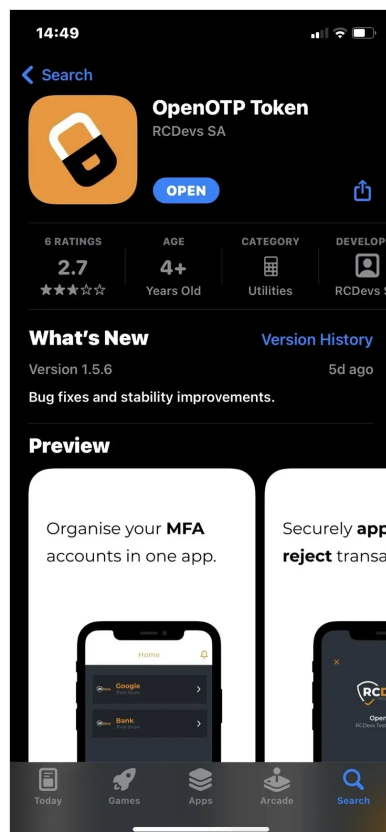 14:49
Search
OpenOTP Token
RCDevs SA
OPEN
6 RATINGS
2.7
AGE
4+
Years Old
CATEGORY
Utilities
DEVELOP
RCDevs S
What's New
Version History
Version 1.5.6
5d ago
Bug fixes and stability improvements.
Preview
Organise your MFA
accounts in one app.
Securely app
reject transa
Home
Google
Bank
RCD
Open
Today
Games
Apps
Arcade
Search